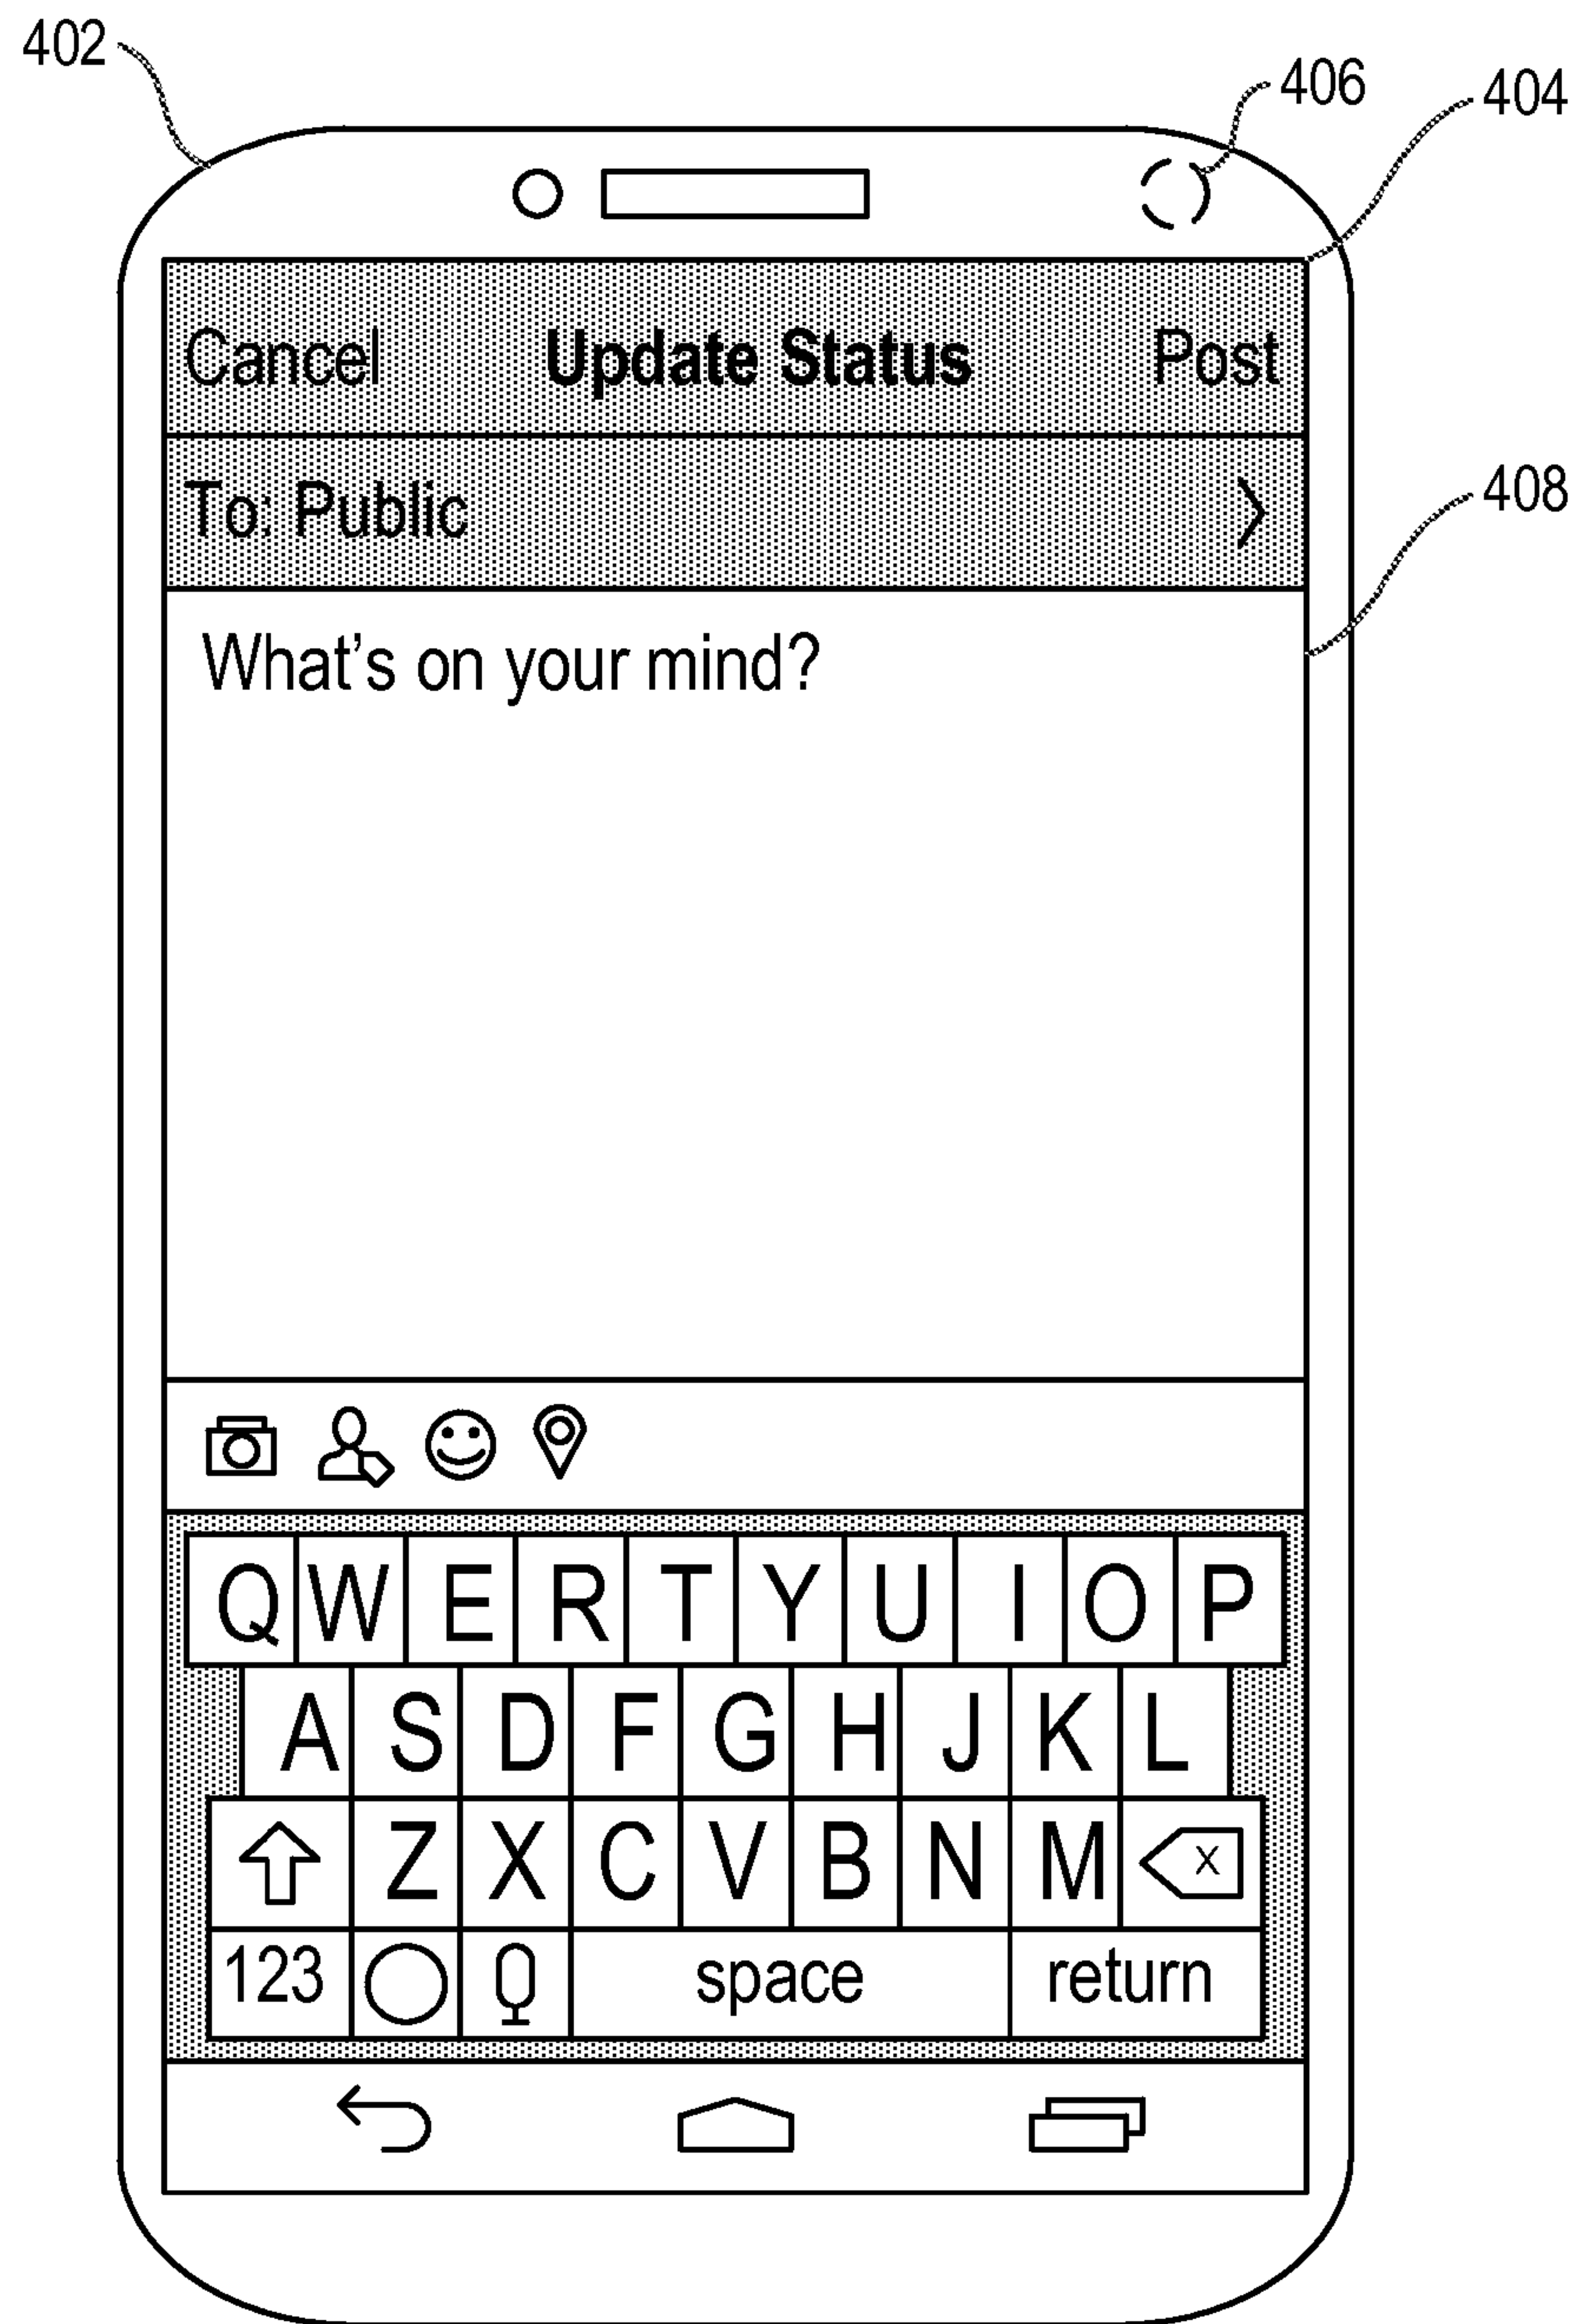 402
406
404
Cancel Update Status Post
To: Public >
408
What's on your mind?
Q W E R T Y U I O P
A S D F G H J K L
Z X C V B N M X
123 space return